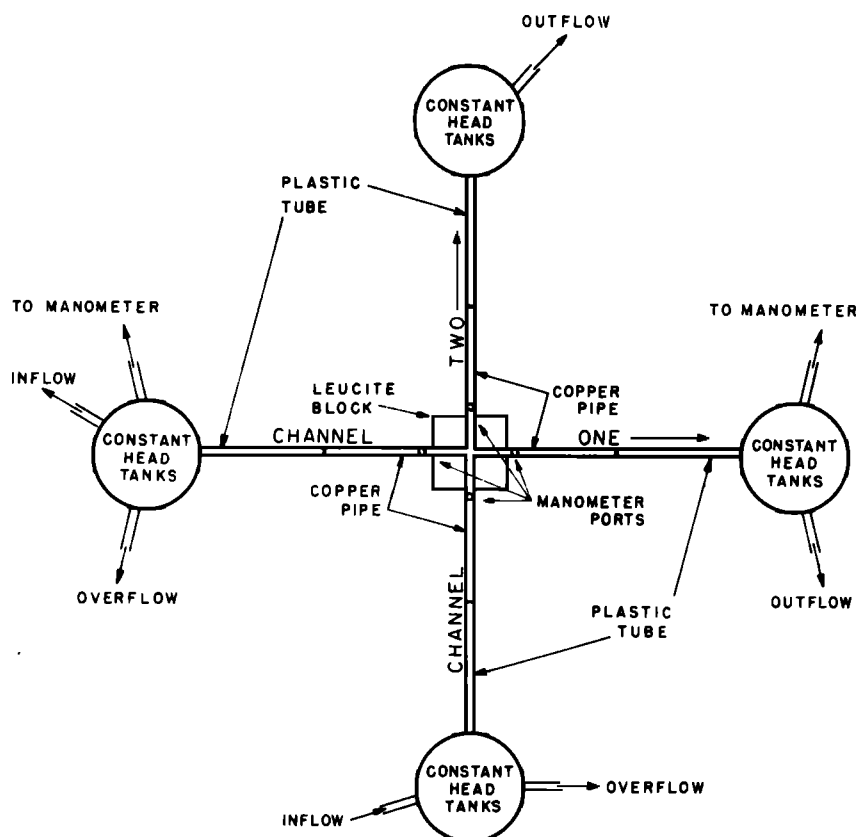 OUTFLOW
CONSTANT
HEAD
TANKS
PLASTIC
TUBE
TO MANOMETER
INFLOW
CONSTANT
HEAD
TANKS
OVERFLOW
LEUCITE
BLOCK
CHANNEL
COPPER
PIPE
TWO
COPPER
PIPE
ONE
MANOMETER
PORTS
TO MANOMETER
CONSTANT
HEAD
TANKS
OUTFLOW
CHANNEL
PLASTIC
TUBE
CONSTANT
HEAD
TANKS
OVERFLOW
INFLOW